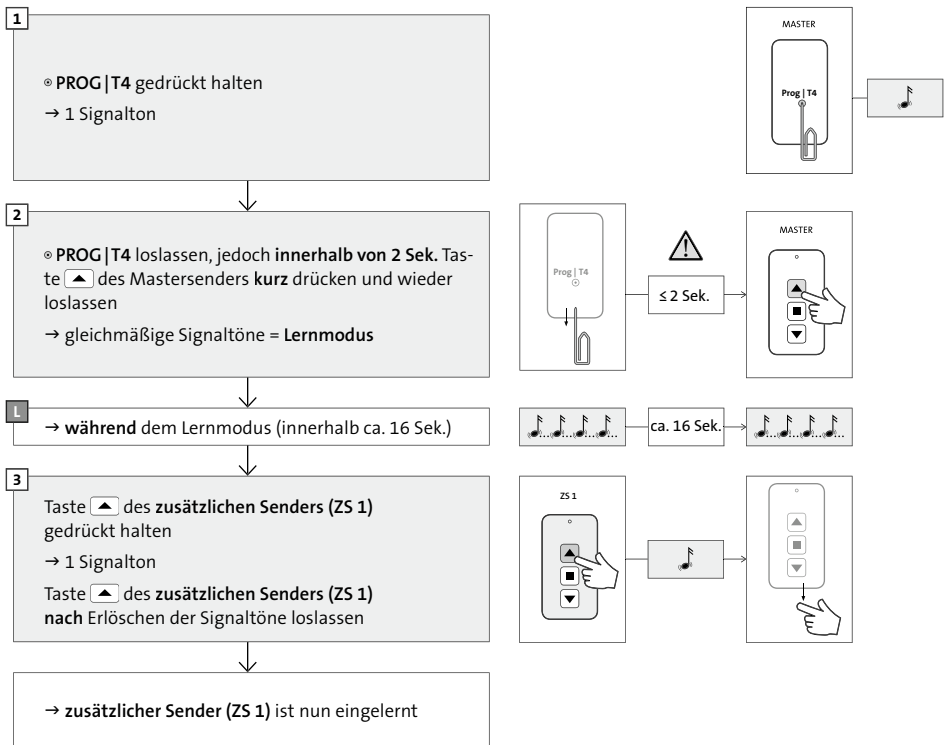 1
⊙ PROG|T4 gedrückt halten
→ 1 Signalton
MASTER
Prog | T4
2
⊙ PROG|T4 loslassen, jedoch innerhalb von 2 Sek. Tas-
te ▲ des Mastersenders kurz drücken und wieder
loslassen
→ gleichmäßige Signaltöne = Lernmodus
Prog | T4
≤ 2 Sek.
MASTER
L
→ während dem Lernmodus (innerhalb ca. 16 Sek.)
ca. 16 Sek.
3
Taste ▲ des zusätzlichen Senders (ZS 1)
gedrückt halten
→ 1 Signalton
Taste ▲ des zusätzlichen Senders (ZS 1)
nach Erlöschen der Signaltöne loslassen
ZS 1
→ zusätzlicher Sender (ZS 1) ist nun eingelernt